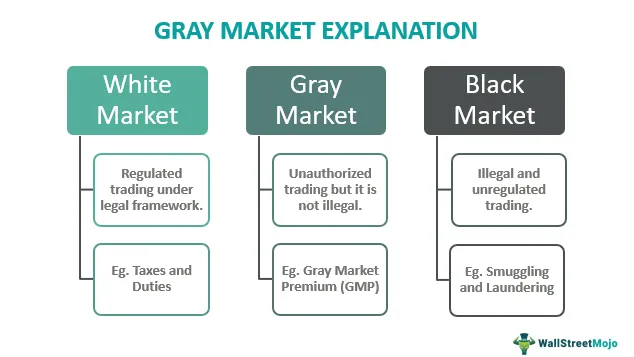 GRAY MARKET EXPLANATION
White
Market
Regulated
trading under
legal framework.
Eg. Taxes and
Duties
Gray
Market
Unauthorized
trading but it is
not illegal.
Eg. Gray Market
Premium (GMP)
Black
Market
Illegal and
unregulated
trading.
Eg. Smuggling
and Laundering
WallStreetMojo